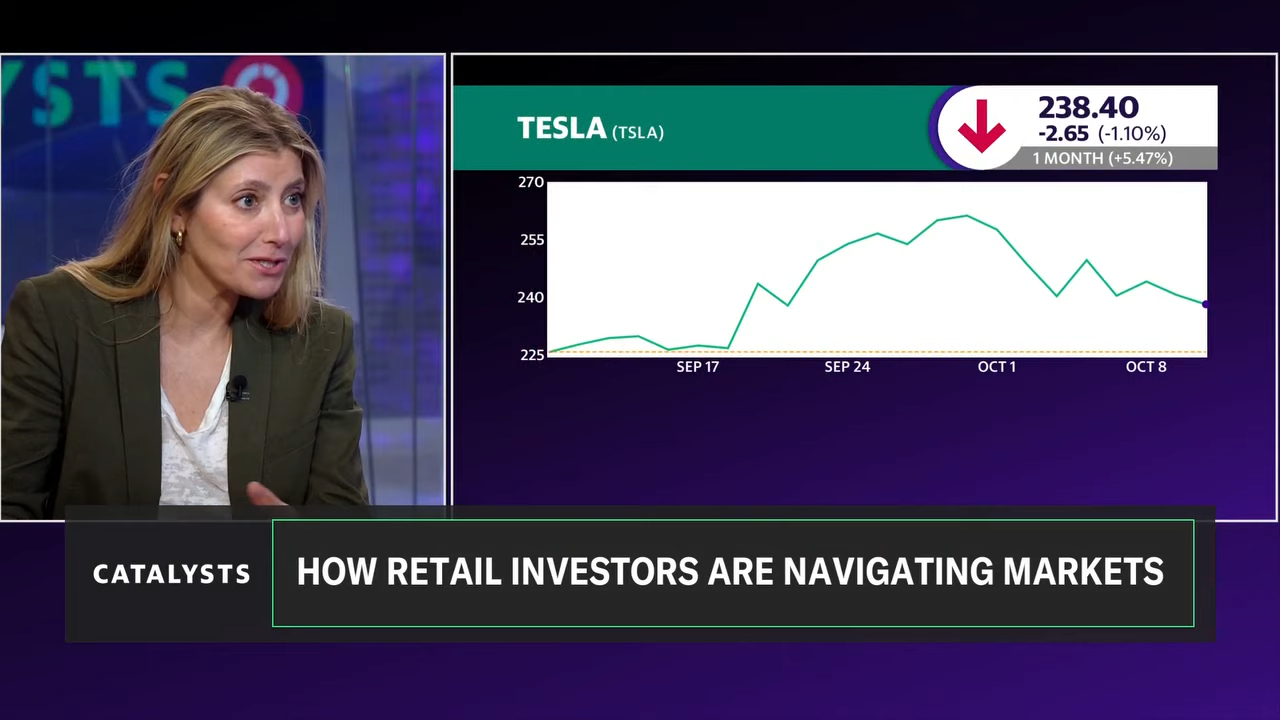 YSTS
TESLA (TSLA)
238.40
-2.65 (-1.10%)
1 MONTH (+5.47%)
270
255
240
225
SEP 17 SEP 24 OCT 1 OCT 8
CATALYSTS
HOW RETAIL INVESTORS ARE NAVIGATING MARKETS